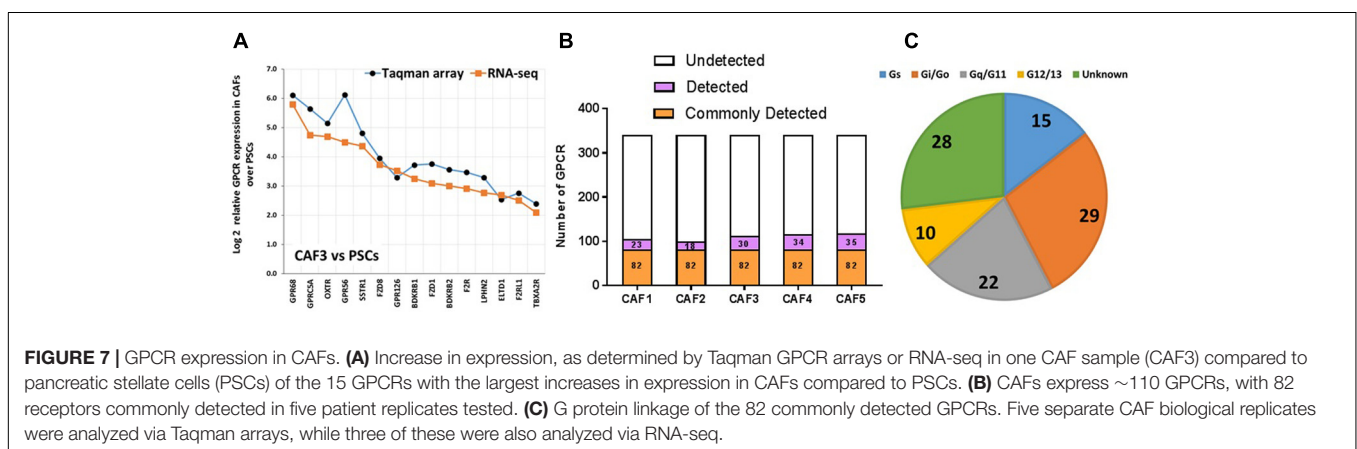 A
Taqman array
RNA-seq
Log 2 relative GPCR expression in CAFs
over PSCs
7.0
6.0
5.0
4.0
3.0
2.0
1.0
0.0
CAF3 vs PSCs
GPR68
GPRC5A
OXTR
GPR56
SSTR1
FZD8
GPR126
BDKRB1
FZD1
BDKRB2
F2R
LPHN2
ELTD1
F2RL1
TBXA2R
B
Undetected
Detected
Commonly Detected
Number of GPCR
400
300
200
100
0
23
18
30
34
35
82
82
82
82
82
CAF1
CAF2
CAF3
CAF4
CAF5
C
Gs
Gi/Go
Gq/G11
G12/13
Unknown
15
29
22
10
28
FIGURE 7 | GPCR expression in CAFs. (A) Increase in expression, as determined by Taqman GPCR arrays or RNA-seq in one CAF sample (CAF3) compared to
pancreatic stellate cells (PSCs) of the 15 GPCRs with the largest increases in expression in CAFs compared to PSCs. (B) CAFs express ~110 GPCRs, with 82
receptors commonly detected in five patient replicates tested. (C) G protein linkage of the 82 commonly detected GPCRs. Five separate CAF biological replicates
were analyzed via Taqman arrays, while three of these were also analyzed via RNA-seq.